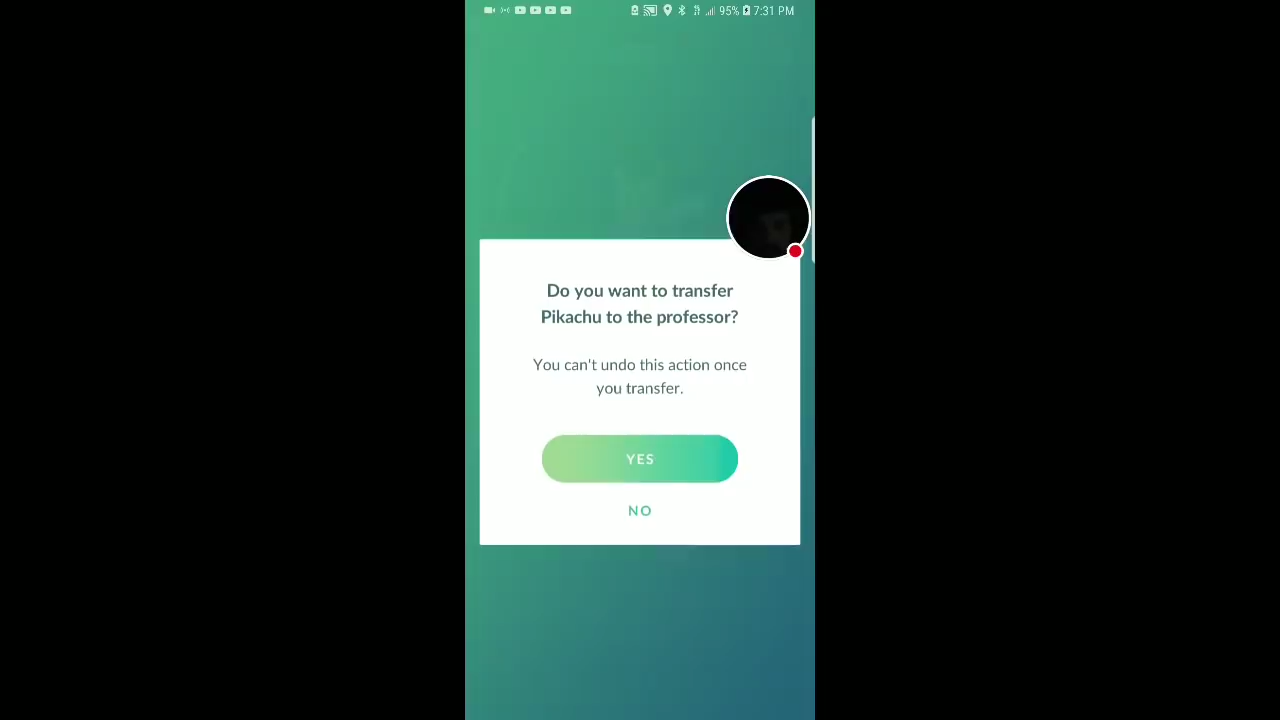 95% 7:31 PM
Do you want to transfer
Pikachu to the professor?
You can't undo this action once
you transfer.
YES
NO